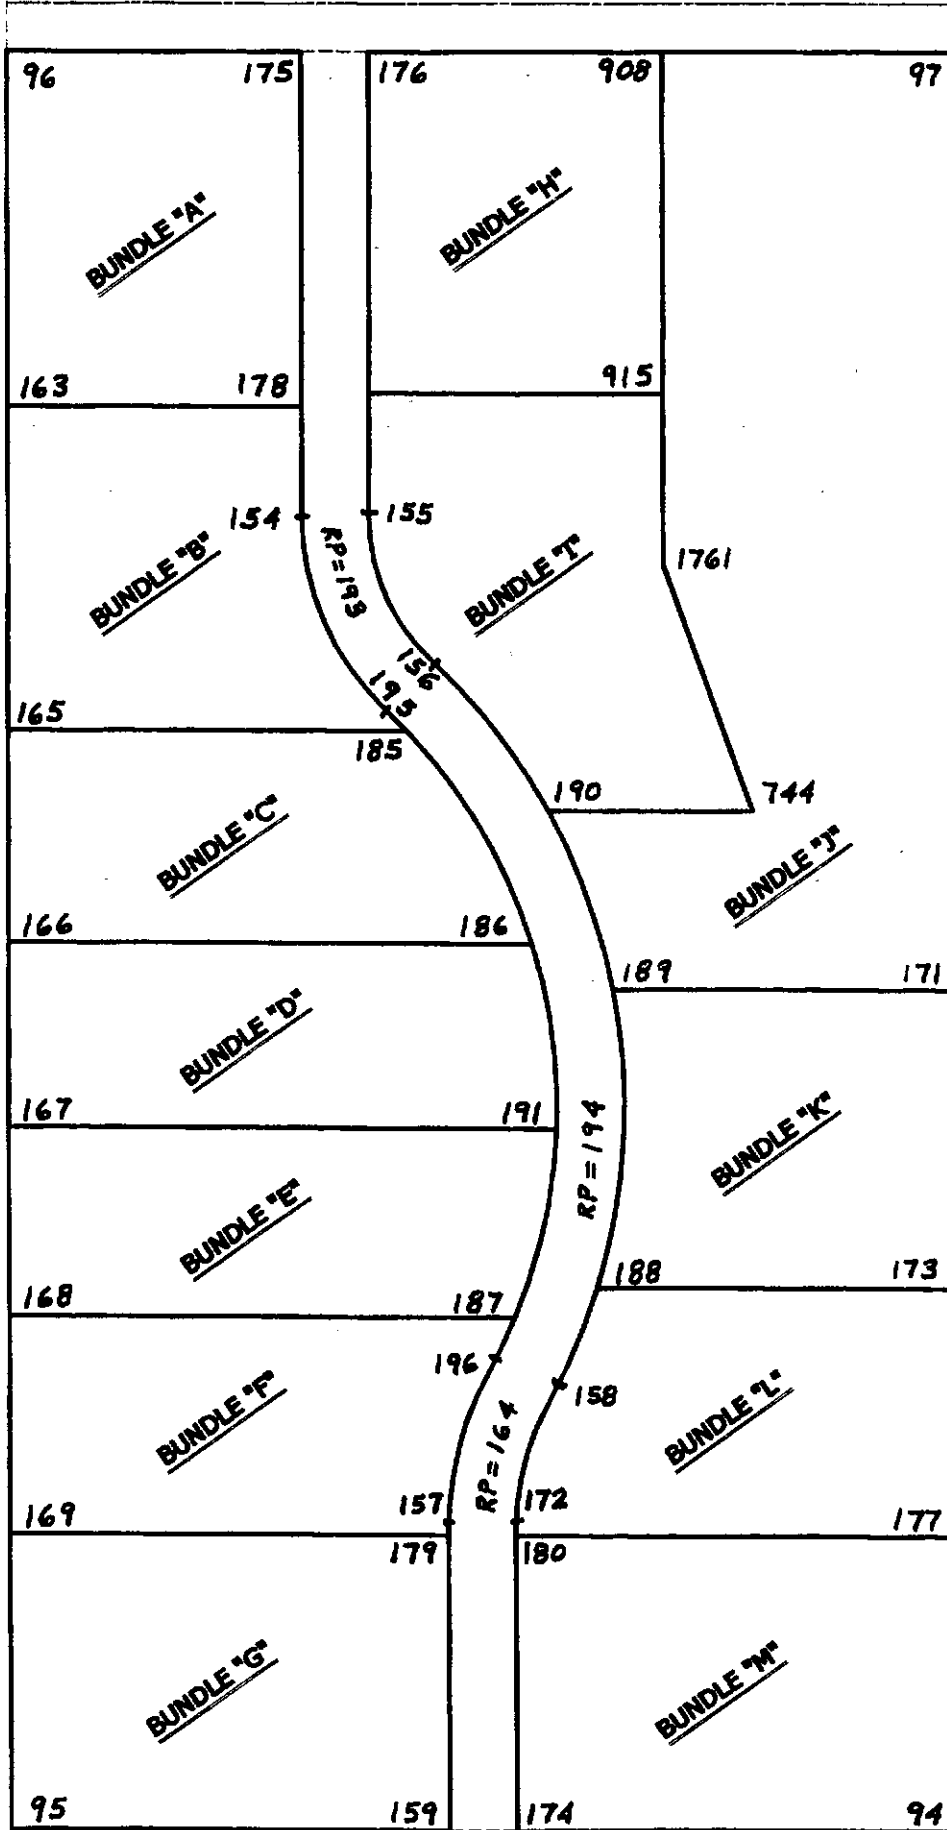 96 175 176 908 97
BUNDLE "A"
BUNDLE "H"
163 178 915
154 155
RP=193
BUNDLE "B"
BUNDLE "I"
1761
156
195
165 185
190 744
BUNDLE "C"
BUNDLE "J"
166 186
189 171
BUNDLE "D"
167 191
RP=194
BUNDLE "K"
BUNDLE "E"
188 173
168 187
196 158
BUNDLE "F"
BUNDLE "L"
RP=164
157 172
169 177
179 180
BUNDLE "G"
BUNDLE "M"
95 159 174 94